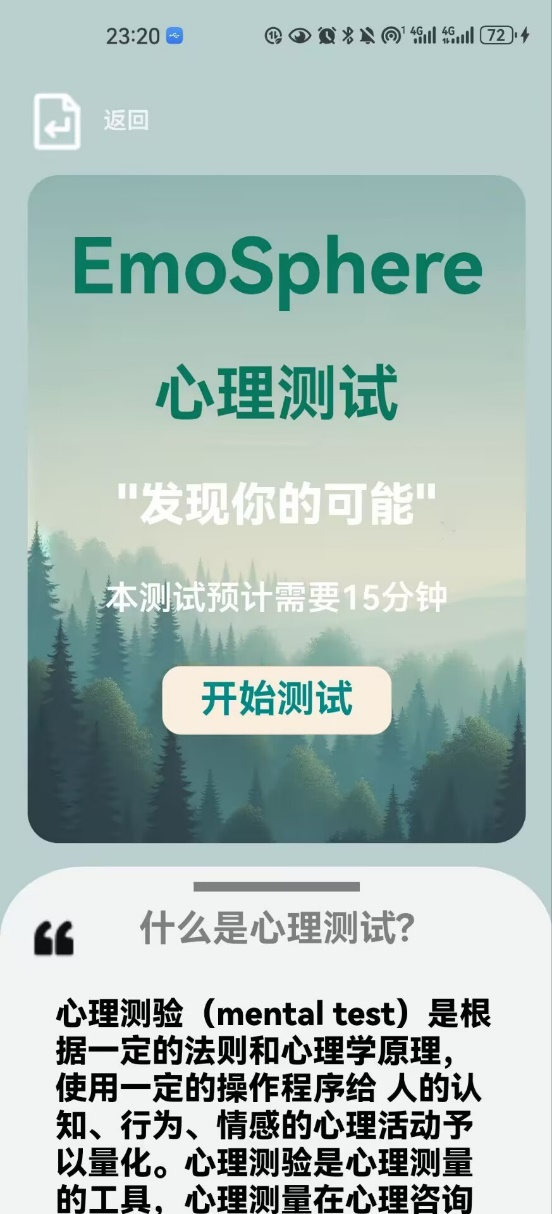 23:20 4G 4G 72
返回
EmoSphere
心理测试
"发现你的可能"
本测试预计需要15分钟
开始测试
什么是心理测试?
心理测验（mental test）是根
据一定的法则和心理学原理，
使用一定的操作程序给 人的认
知、行为、情感的心理活动予
以量化。心理测验是心理测量
的工具，心理测量在心理咨询